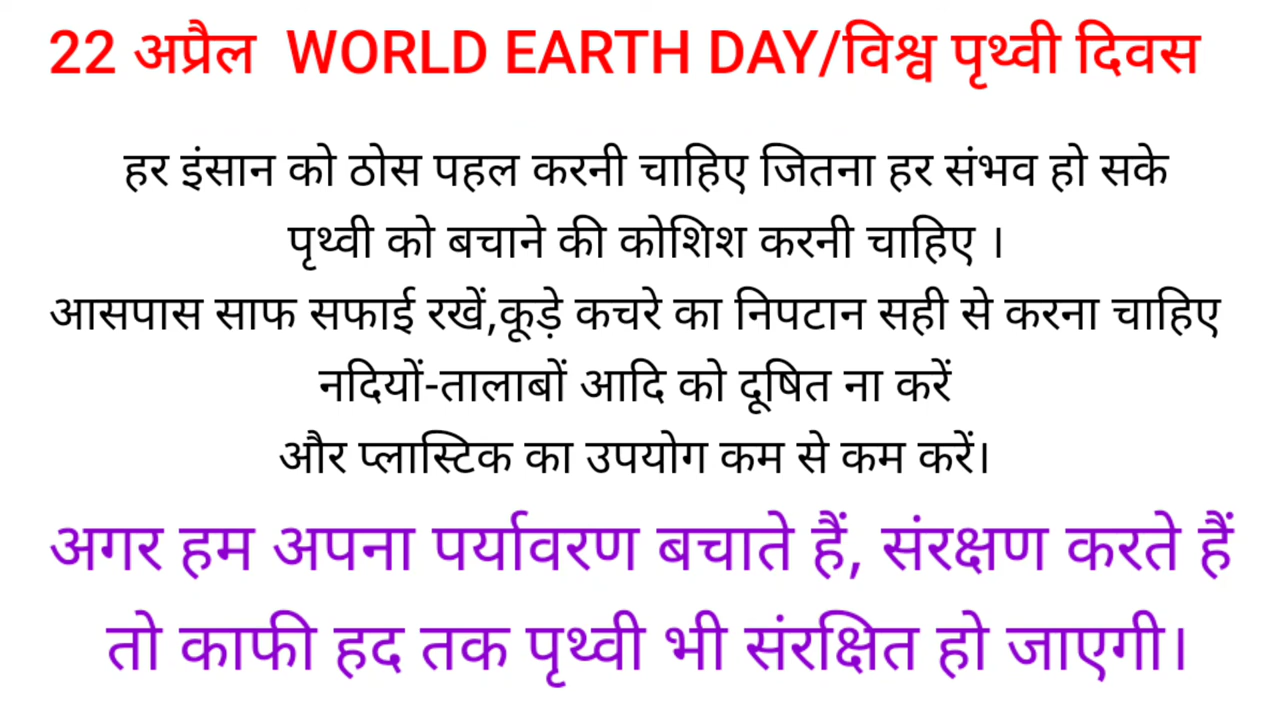 22 अप्रैल WORLD EARTH DAY/विश्व पृथ्वी दिवस
हर इंसान को ठोस पहल करनी चाहिए जितना हर संभव हो सके
पृथ्वी को बचाने की कोशिश करनी चाहिए ।
आसपास साफ सफाई रखें,कूड़े कचरे का निपटान सही से करना चाहिए
नदियों-तालाबों आदि को दूषित ना करें
और प्लास्टिक का उपयोग कम से कम करें।
अगर हम अपना पर्यावरण बचाते हैं, संरक्षण करते हैं
तो काफी हद तक पृथ्वी भी संरक्षित हो जाएगी।